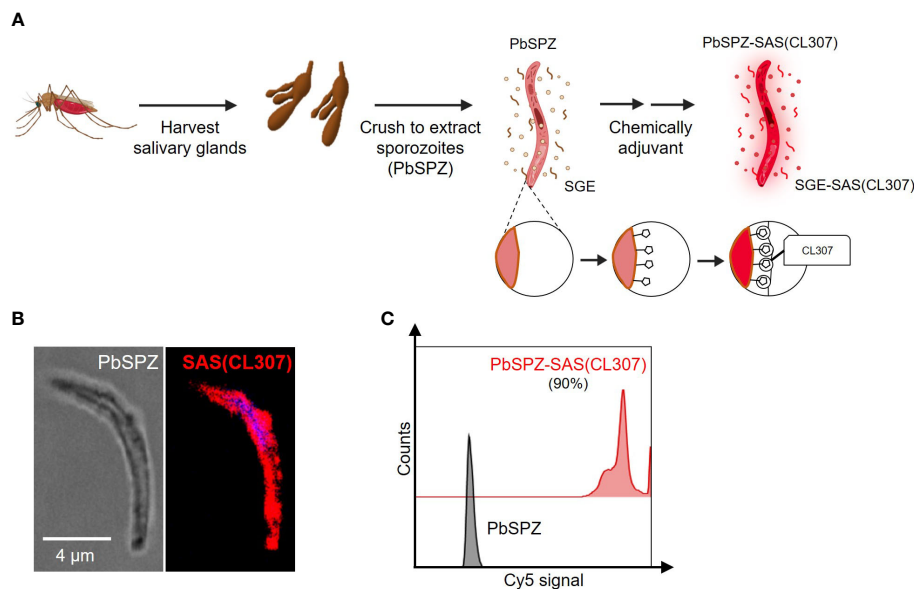 A
Harvest
salivary glands
Crush to extract
sporozoites
(PbSPZ)
PbSPZ
SGE
Chemically
adjuvant
PbSPZ-SAS(CL307)
SGE-SAS(CL307)
CL307
B
PbSPZ
SAS(CL307)
4 µm
C
PbSPZ-SAS(CL307)
(90%)
PbSPZ
Counts
Cy5 signal